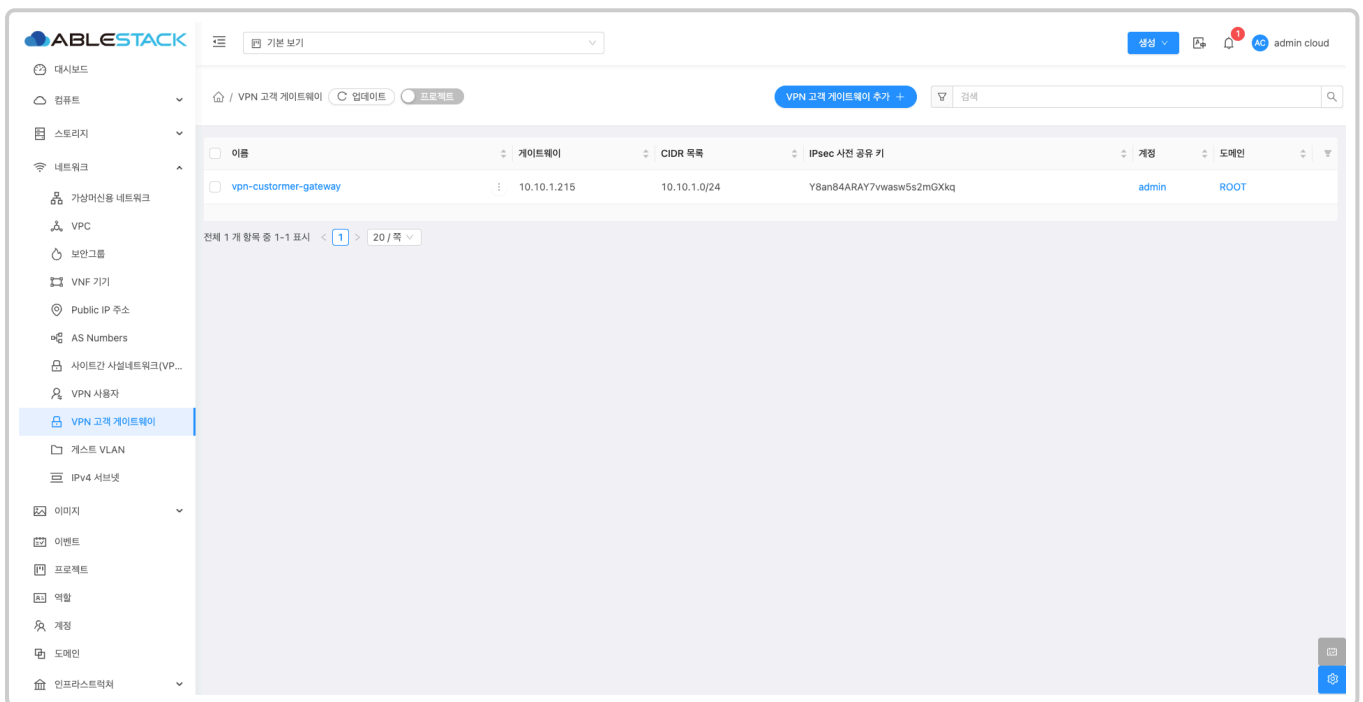 ABLESTACK
기본 보기
생성
1
AC
admin cloud
대시보드
컴퓨트
스토리지
네트워크
가상머신용 네트워크
VPC
보안그룹
VNF 기기
Public IP 주소
AS Numbers
사이트간 사설네트워크(VP...
VPN 사용자
VPN 고객 게이트웨이
게스트 VLAN
IPv4 서브넷
이미지
이벤트
프로젝트
역할
계정
도메인
인프라스트럭쳐
/ VPN 고객 게이트웨이 업데이트 프로젝트
VPN 고객 게이트웨이 추가 +
검색
이름 게이트웨이 CIDR 목록 IPsec 사전 공유 키 계정 도메인
vpn-custormer-gateway 10.10.1.215 10.10.1.0/24 Y8an84ARAY7vwasw5s2mGXkq admin ROOT
전체 1 개 항목 중 1-1 표시 < 1 > 20 / 쪽